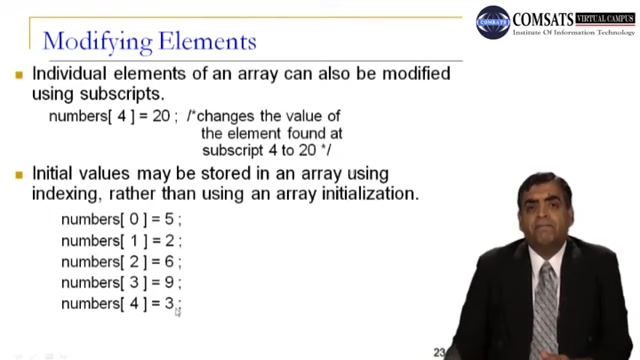 COMSATS VIRTUAL CAMPUS
Institute Of Information Technology
COMSATS
Modifying Elements
Individual elements of an array can also be modified
using subscripts.
numbers[ 4 ] = 20 ; /*changes the value of
the element found at
subscript 4 to 20 */
Initial values may be stored in an array using
indexing, rather than using an array initialization.
numbers[ 0 ] = 5 ;
numbers[ 1 ] = 2 ;
numbers[ 2 ] = 6 ;
numbers[ 3 ] = 9 ;
numbers[ 4 ] = 3 ;
23